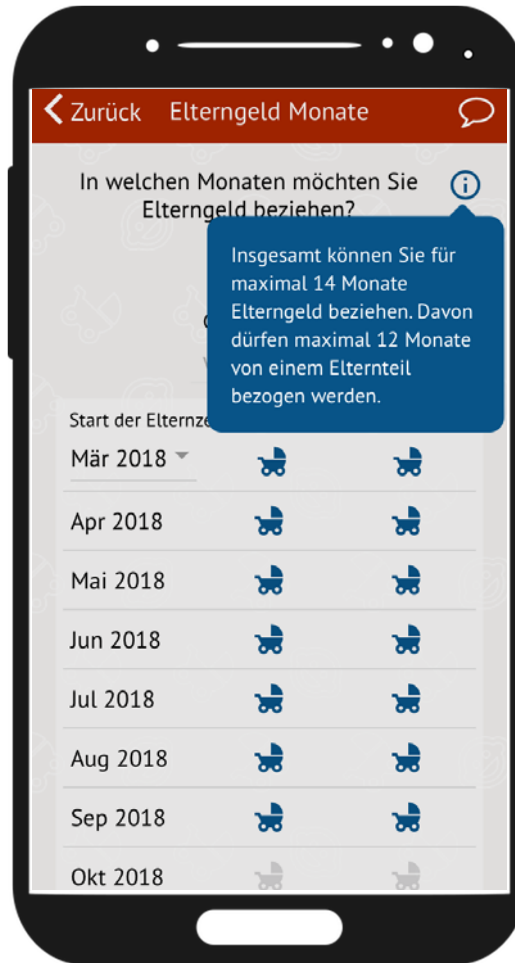 Zurück Elterngeld Monate
In welchen Monaten möchten Sie
Elterngeld beziehen?
Insgesamt können Sie für
maximal 14 Monate
Elterngeld beziehen. Davon
dürfen maximal 12 Monate
von einem Elternteil
bezogen werden.
Start der
Mär 2018
Apr 2018
Mai 2018
Jun 2018
Jul 2018
Aug 2018
Sep 2018
Okt 2018